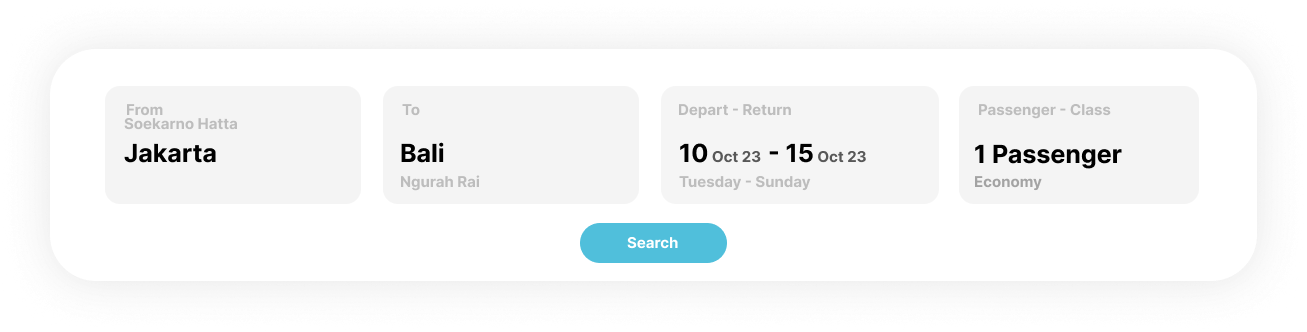 From
Soekarno Hatta
Jakarta
To
Bali
Ngurah Rai
Depart - Return
10 Oct 23 - 15 Oct 23
Tuesday - Sunday
Passenger - Class
1 Passenger
Economy
Search